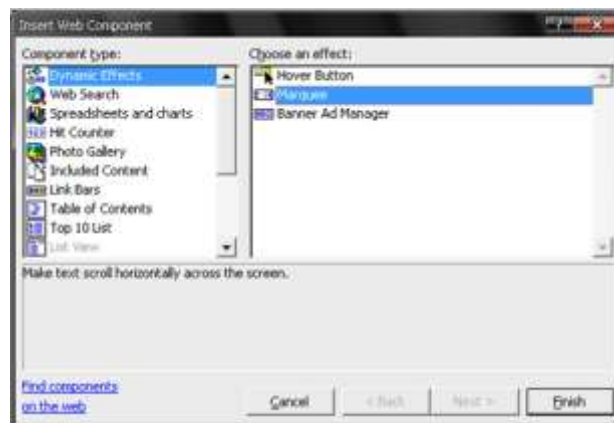 Insert Web Component
Component type:
Dynamic Effects
Web Search
Spreadsheets and charts
Hit Counter
Photo Gallery
Included Content
Link Bars
Table of Contents
Top 10 List
List View
Choose an effect:
Hover Button
Marquee
Banner Ad Manager
Make text scroll horizontally across the screen.
Find components
on the web
Cancel
< Back
Next >
Finish